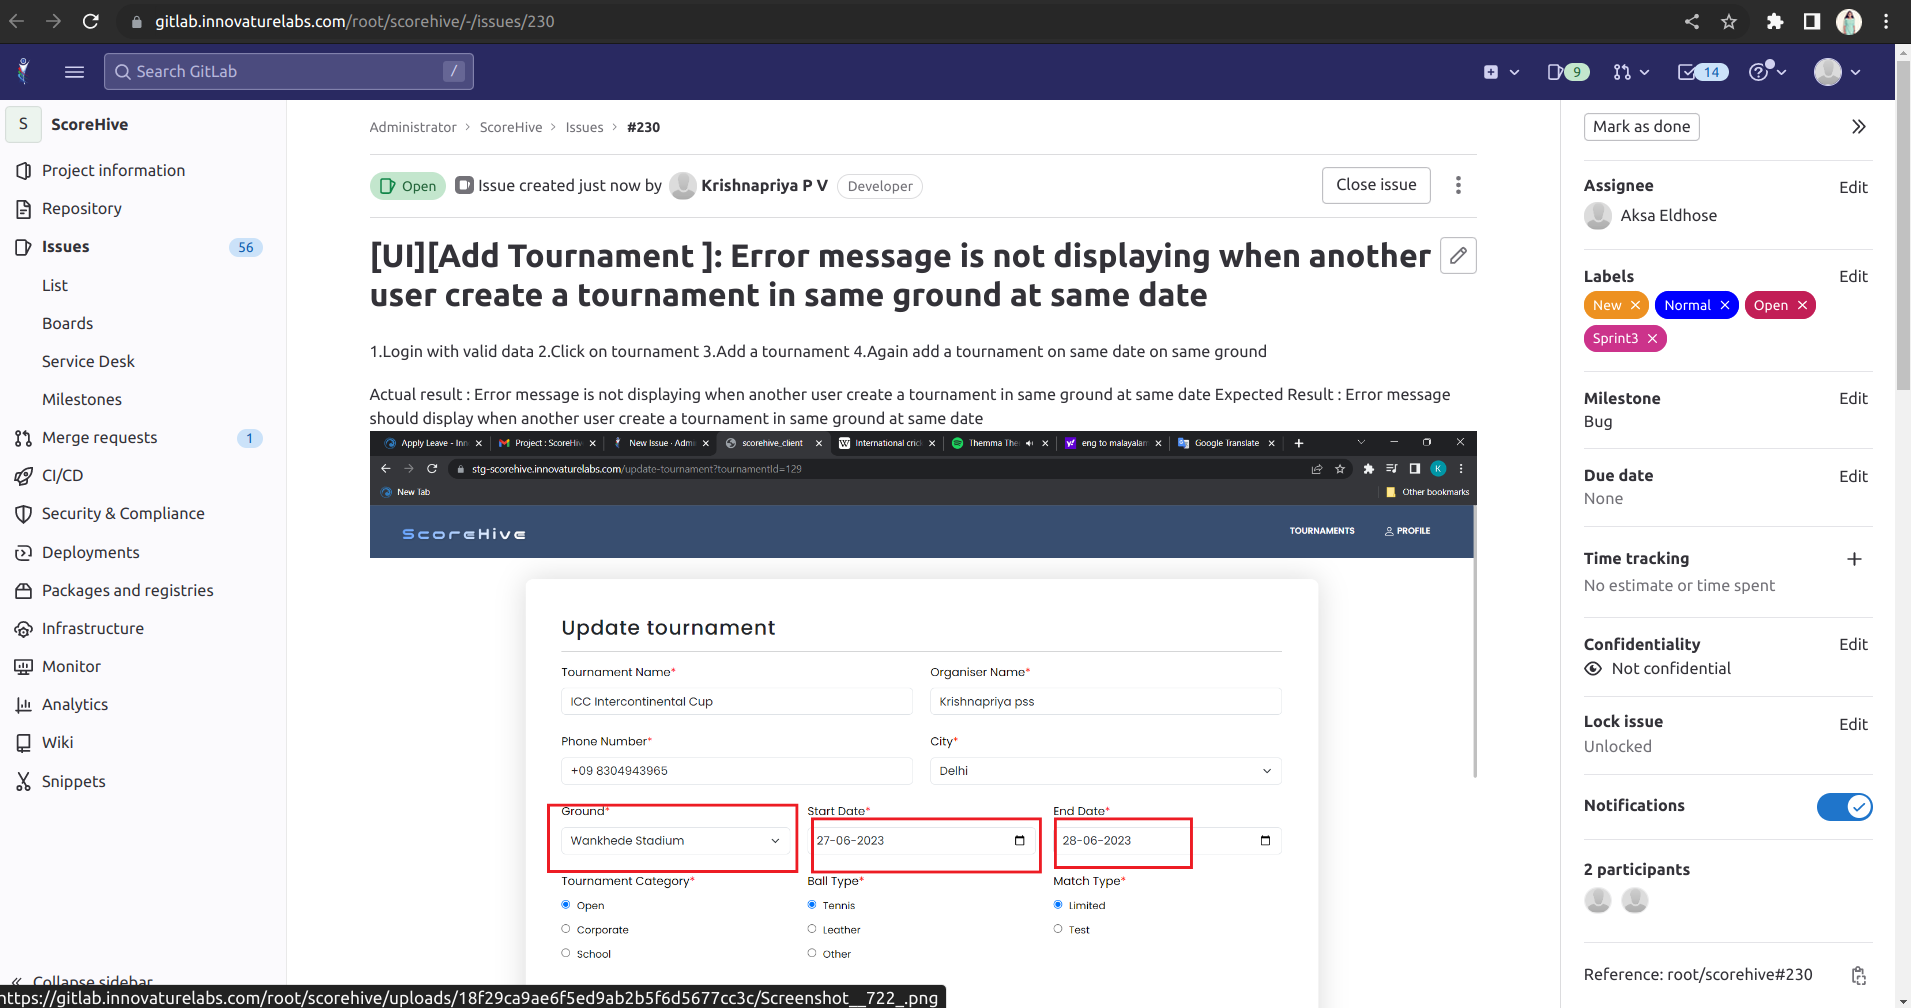 gitlab.innovaturelabs.com/root/scorehive/-/issues/230
Search GitLab
/
9
14
S
ScoreHive
Project information
Repository
Issues
56
List
Boards
Service Desk
Milestones
Merge requests
1
CI/CD
Security & Compliance
Deployments
Packages and registries
Infrastructure
Monitor
Analytics
Wiki
Snippets
Collapse sidebar
https://gitlab.innovaturelabs.com/root/scorehive/uploads/18f29ca9ae6f5ed9ab2b5f6d5677cc3c/Screenshot__722_.png
Administrator > ScoreHive > Issues > #230
Open
Issue created just now by Krishnapriya P V
Developer
Close issue
[UI][Add Tournament ]: Error message is not displaying when another
user create a tournament in same ground at same date
1.Login with valid data 2.Click on tournament 3.Add a tournament 4.Again add a tournament on same date on same ground
Actual result : Error message is not displaying when another user create a tournament in same ground at same date Expected Result : Error message
should display when another user create a tournament in same ground at same date
Apply Leave - Inn
Project : ScoreHiv
New Issue · Adm
scorehive_client
International cric
Themma The
eng to malayalam
Google Translate
stg-scorehive.innovaturelabs.com/update-tournament?tournamentId=129
K
New Tab
Other bookmarks
ScoreHive
TOURNAMENTS
PROFILE
Update tournament
Tournament Name*
Organiser Name*
ICC Intercontinental Cup
Krishnapriya pss
Phone Number*
City*
+09 8304943965
Delhi
Ground*
Start Date*
End Date*
Wankhede Stadium
27-06-2023
28-06-2023
Tournament Category*
Ball Type*
Match Type*
Open
Tennis
Limited
Corporate
Leather
Test
School
Other
Mark as done
Assignee
Edit
Aksa Eldhose
Labels
Edit
New
Normal
Open
Sprint3
Milestone
Edit
Bug
Due date
Edit
None
Time tracking
No estimate or time spent
Confidentiality
Edit
Not confidential
Lock issue
Edit
Unlocked
Notifications
2 participants
Reference: root/scorehive#230